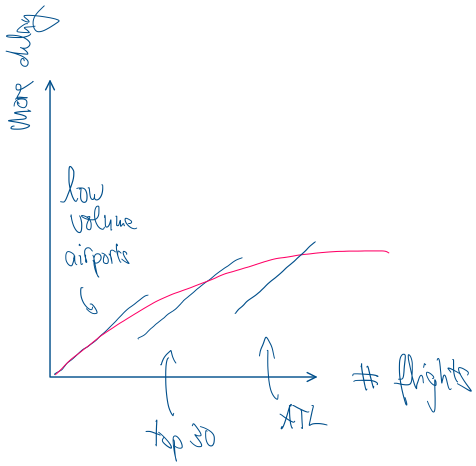 more delay
low
volume
airports
# flights
top 30
ATL